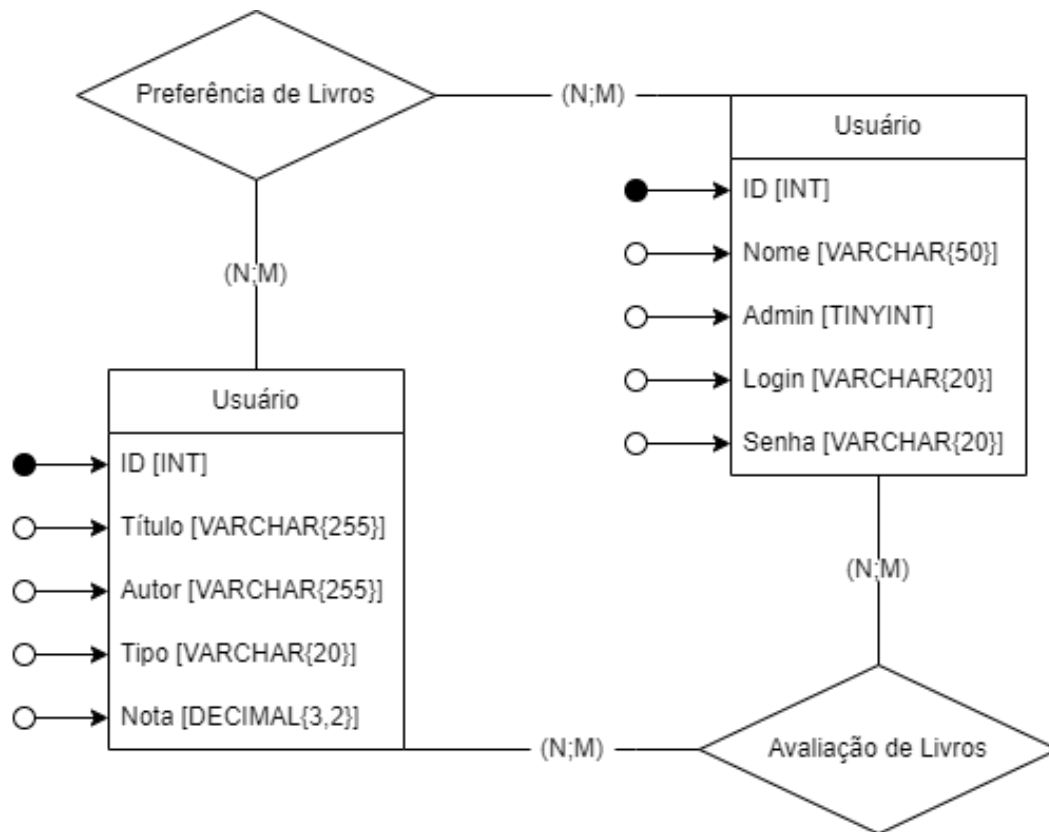 Preferência de Livros
(N;M)
Usuário
ID [INT]
Nome [VARCHAR{50}]
Admin [TINYINT]
Login [VARCHAR{20}]
Senha [VARCHAR{20}]
(N;M)
Usuário
ID [INT]
Título [VARCHAR{255}]
Autor [VARCHAR{255}]
Tipo [VARCHAR{20}]
Nota [DECIMAL{3,2}]
(N;M)
(N;M)
Avaliação de Livros